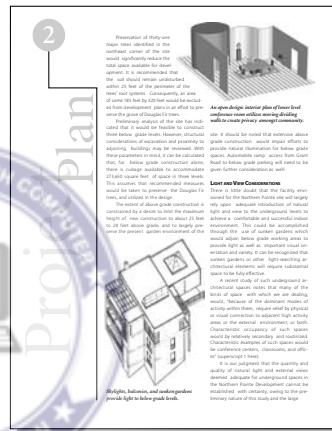 2
Plan
Preservation of thirty-one
major trees identified in the
northeast corner of the site
would significantly reduce the
total space available for devel-
opment. It is recommended that
the soil should remain undisturbed
within 25 feet of the perimeter of the
trees' root systems. Consequently, an area
of some 185 feet by 320 feet would be exclud-
ed from development plans in an effort to pre-
serve the grove of Douglas Fir trees.
Preliminary analysis of the site has indi-
cated that it would be feasible to construct
three below grade levels. However, structural
considerations of excavation and proximity to
adjoining buildings may be reviewed. With
these parameters in mind, it can be calculated
that, for below grade construction alone,
there is cubage available to accommodate
271,650 square feet of space in three levels.
This assumes that recommended measures
would be taken to preserve the Douglas Fir
trees, and utilized in the design.
The extent of above grade construction is
constrained by a desire to limit the maximum
height of new construction to about 25 feet
to 28 feet above grade, and to largely pre-
serve the present garden environment of the
Skylights, balconies, and sunken gardens
provide light to below grade levels.
An open design: interior plan of lower level
conference room utilizes moving dividing
walls to create privacy amongst community.
site. It should be noted that extensive above
grade construction would impair efforts to
provide natural illumination for below grade
spaces. Automobile ramp access from Grant
Road to below grade parking will need to be
given further consideration as well.
LIGHT AND VIEW CONSIDERATIONS
There is little doubt that the facility envi-
sioned for the Northern Pointe site will largely
rely upon adequate introduction of natural
light and view to the underground levels to
achieve a comfortable and successful indoor
environment. This could be accomplished
through the use of sunken gardens which
would adjoin below grade working areas to
provide light as well as important visual ori-
entation and variety. It can be recognized that
sunken gardens or other light-reaching ar-
chitectural elements will require substantial
space to be fully effective.
A recent study of such underground ar-
chitectural spaces notes that many of the
kinds of space with which we are dealing,
would, "because of the dominant modes of
activity within them, require relief by physical
or visual connection to adjacent high activity
areas or the external environment, or both.
Characteristic occupancy of such spaces
would by relatively secondary and routinized.
Characteristic examples of such spaces would
be conference centers, classrooms, and offic-
es" (superscript 1 here)
It is our judgment that the quantity and
quality of natural light and external views
deemed adequate for underground spaces in
the Northern Pointe Development cannot be
established with certainty, owing to the pre-
liminary nature of this study and the large